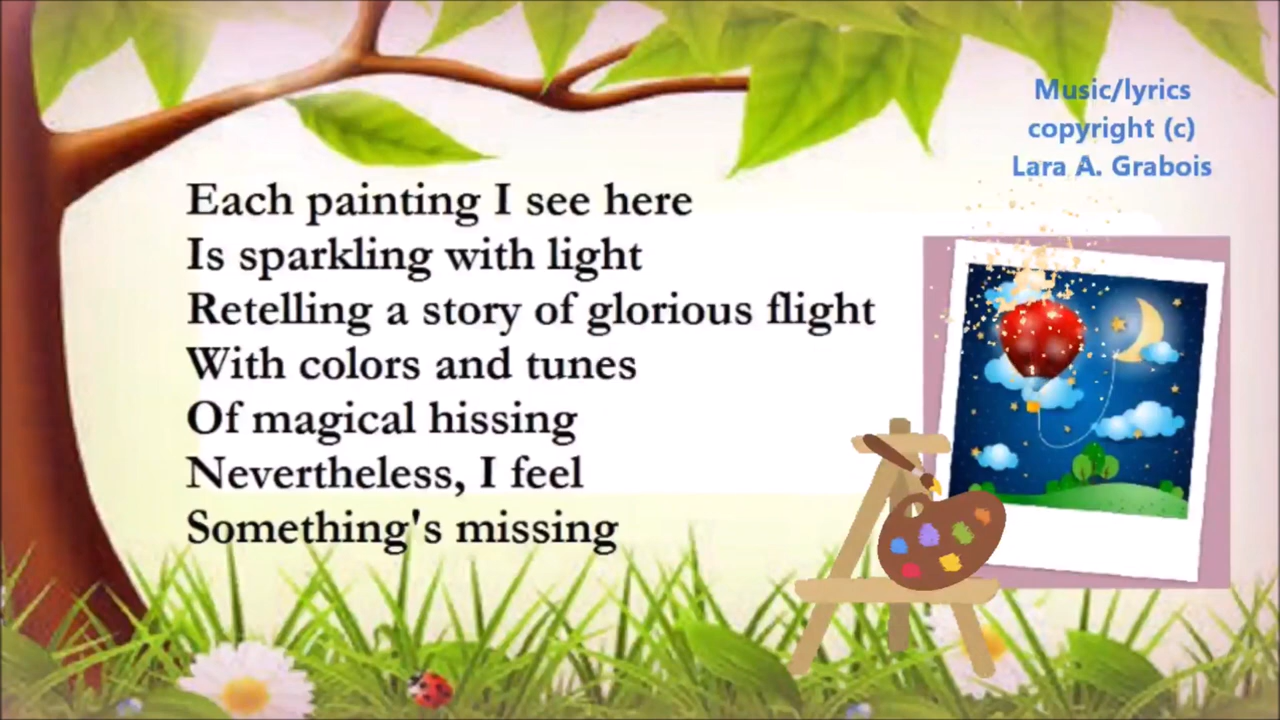 Music/lyrics
copyright (c)
Lara A. Grabois
Each painting I see here
Is sparkling with light
Retelling a story of glorious flight
With colors and tunes
Of magical hissing
Nevertheless, I feel
Something's missing